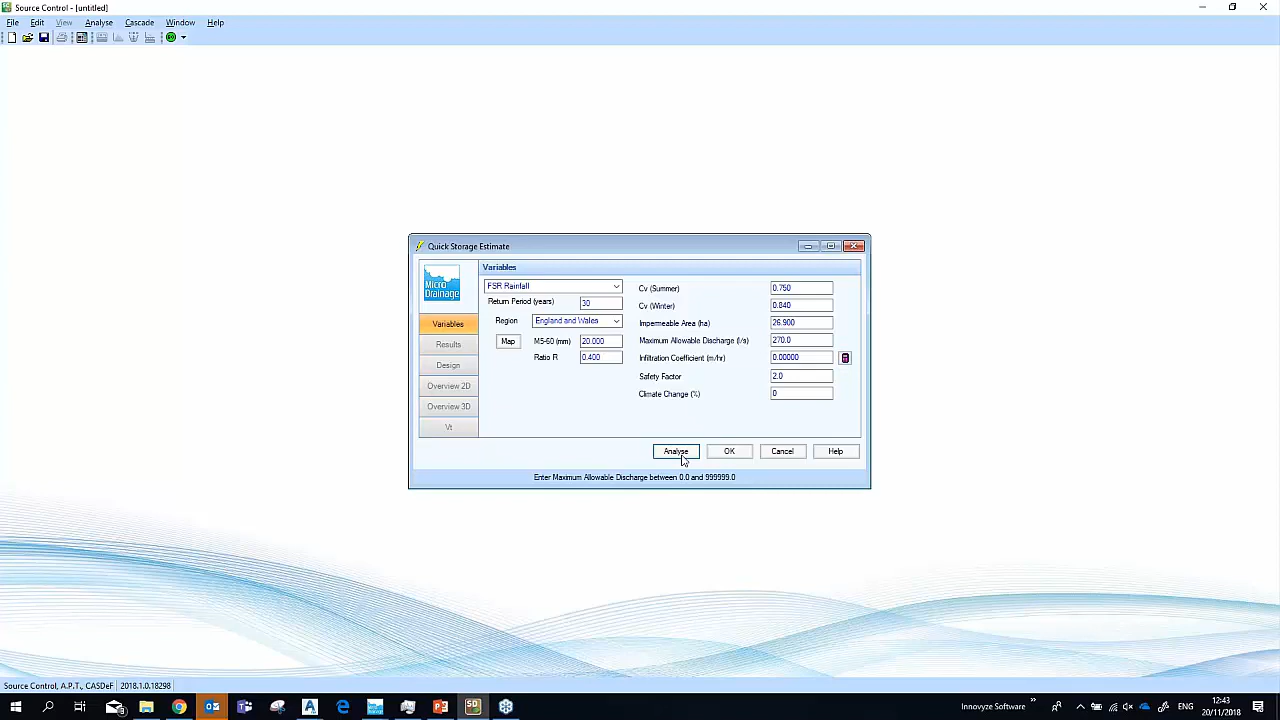 Source Control - [untitled]
File Edit View Analyse Cascade Window Help
Quick Storage Estimate
Micro
Drainage
Variables
Results
Design
Overview 2D
Overview 3D
Vt
Variables
FSR Rainfall
Return Period (years) 30
Region England and Wales
Map M5-60 (mm) 20.000
Ratio R 0.400
Cv (Summer) 0.750
Cv (Winter) 0.840
Impermeable Area (ha) 26.900
Maximum Allowable Discharge (l/s) 270.0
Infiltration Coefficient (m/hr) 0.00000
Safety Factor 2.0
Climate Change (%) 0
Analyse OK Cancel Help
Enter Maximum Allowable Discharge between 0.0 and 999999.0
Source Control, A.P.T., CASDeF 2018.1.0.18298
Innovyze Software
ENG
12:43
20/11/2018